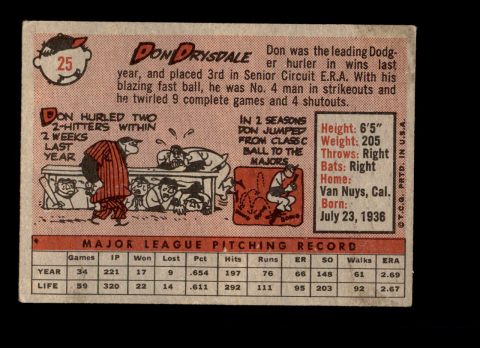 25
DON DRYSDALE
Don was the leading Dodg-
er hurler in wins last
year, and placed 3rd in Senior Circuit E.R.A. With his
blazing fast ball, he was No. 4 man in strikeouts and
he twirled 9 complete games and 4 shutouts.
DON HURLED TWO
2-HITTERS WITHIN
2 WEEKS
LAST
YEAR
IN 2 SEASONS
DON JUMPED
FROM CLASS C
BALL TO THE
MAJORS
Height: 6'5"
Weight: 205
Throws: Right
Bats: Right
Home:
Van Nuys, Cal.
Born:
July 23, 1936
© T.C.G. PRTD. IN U.S.A.
MAJOR LEAGUE PITCHING RECORD
Games IP Won Lost Pct Hits Runs ER SO Walks ERA
YEAR 34 221 17 9 .654 197 76 66 148 61 2.69
LIFE 59 320 22 14 .611 292 111 95 203 92 2.67